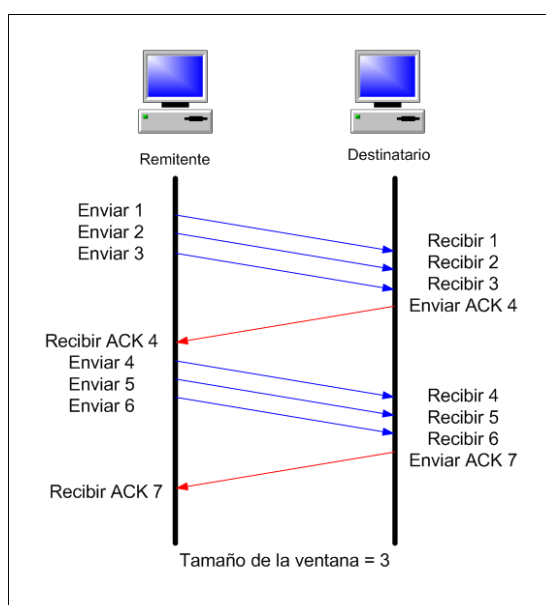 Remitente
Destinatario
Enviar 1
Enviar 2
Enviar 3
Recibir 1
Recibir 2
Recibir 3
Enviar ACK 4
Recibir ACK 4
Enviar 4
Enviar 5
Enviar 6
Recibir 4
Recibir 5
Recibir 6
Enviar ACK 7
Recibir ACK 7
Tamaño de la ventana = 3